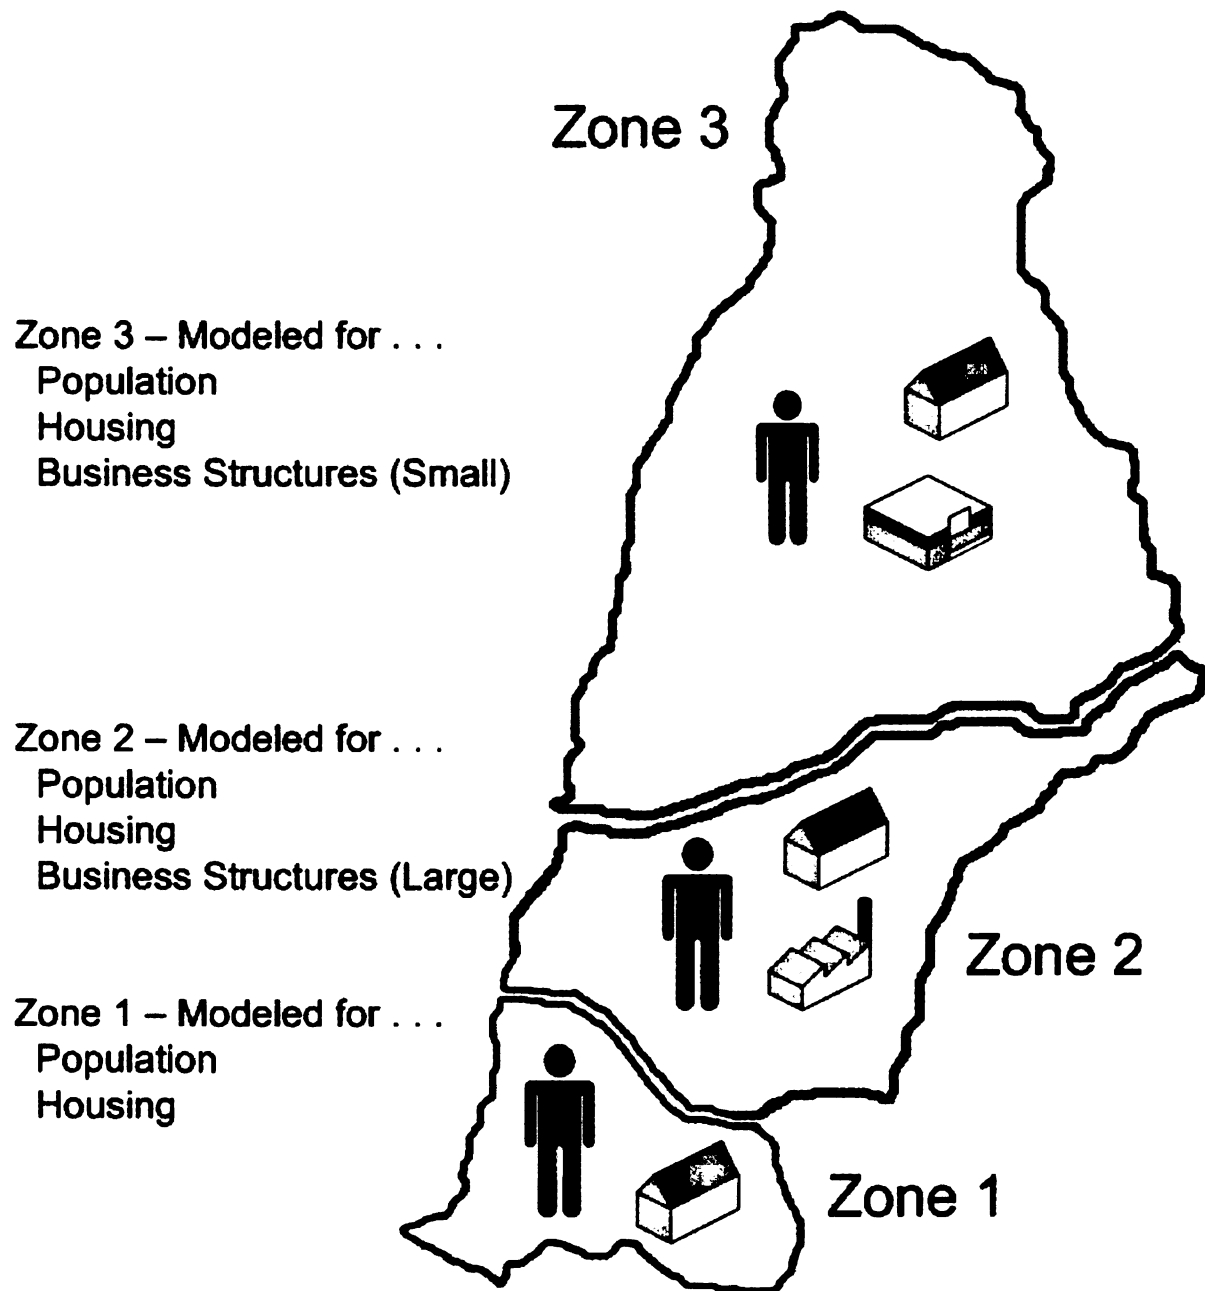 Zone 3
Zone 3 – Modeled for . . .
Population
Housing
Business Structures (Small)
Zone 2 – Modeled for . . .
Population
Housing
Business Structures (Large)
Zone 2
Zone 1 – Modeled for . . .
Population
Housing
Zone 1